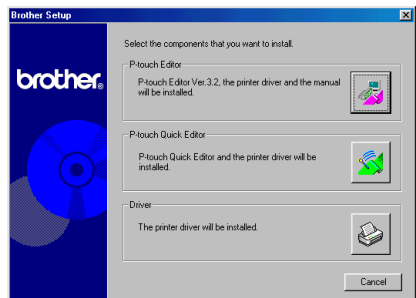 Brother Setup
Select the components that you want to install.
brother®
P-touch Editor
P-touch Editor Ver.3.2, the printer driver and the manual
will be installed.
P-touch Quick Editor
P-touch Quick Editor and the printer driver will be
installed.
Driver
The printer driver will be installed.
Cancel